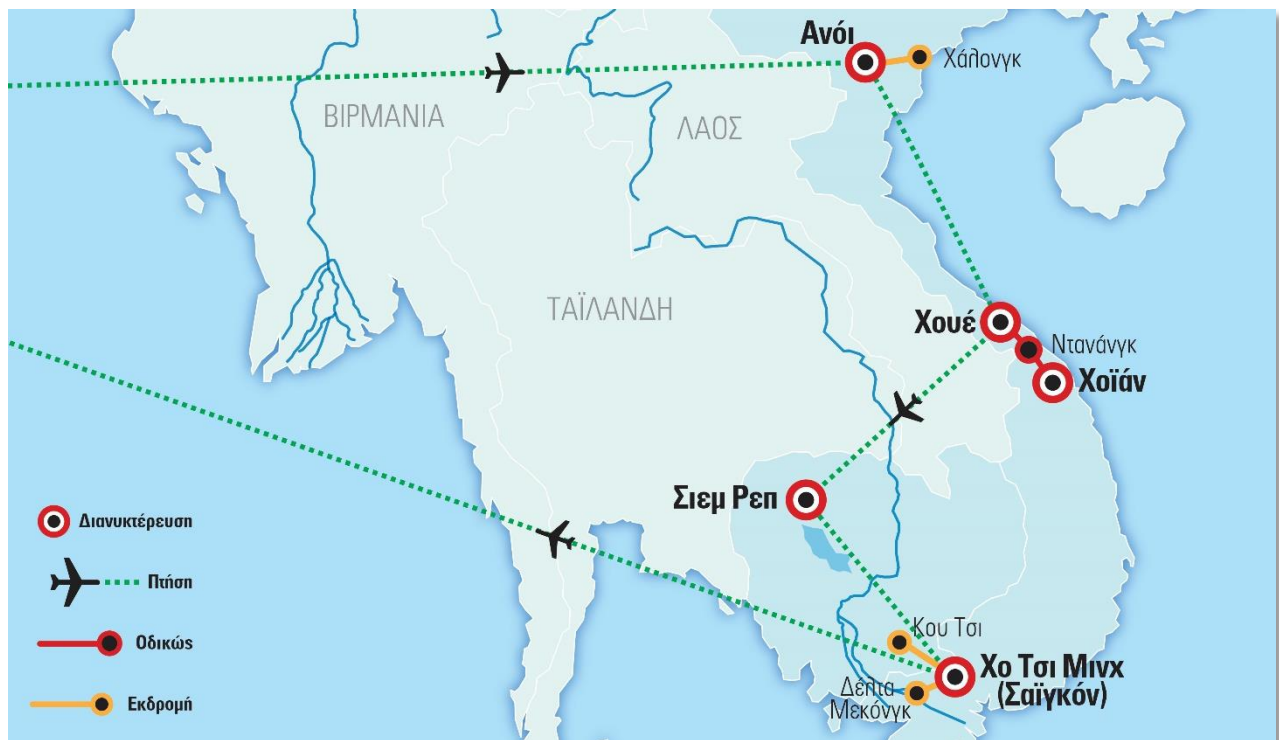 Ανόι
Χάλονγκ
ΒΙΡΜΑΝΙΑ
ΛΑΟΣ
ΤΑΪΛΑΝΔΗ
Χουέ
Ντανάνγκ
Χοϊάν
Σιεμ Ρεπ
Διανυκτέρευση
Πτήση
Οδικώς
Εκδρομή
Κου Τσι
Χο Τσι Μινχ
(Σαϊγκόν)
Δέλτα
Μεκόνγκ